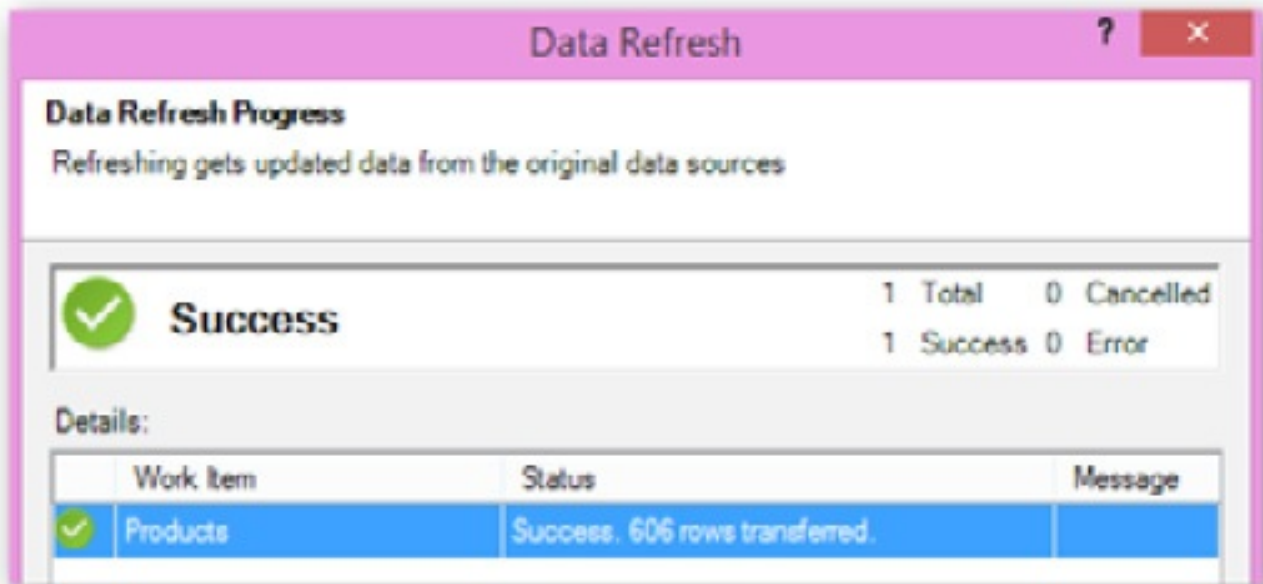 Data Refresh ?
Data Refresh Progress
Refreshing gets updated data from the original data sources
Success
1 Total 0 Cancelled
1 Success 0 Error
Details:
Work Item Status Message
Products Success. 606 rows transferred.